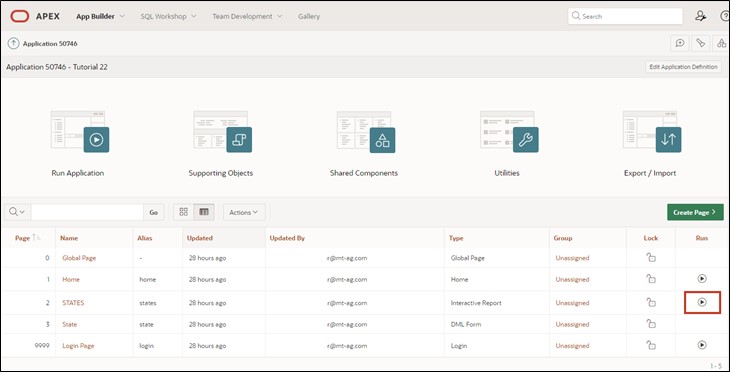 APEX App Builder SQL Workshop Team Development Gallery Search
Application 50746
Application 50746 - Tutorial 22 Edit Application Definition
Run Application Supporting Objects Shared Components Utilities Export / Import
Go Actions Create Page
Page Name Alias Updated Updated By Type Group Lock Run
0 Global Page - 28 hours ago r@mt-ag.com Global Page Unassigned
1 Home home 28 hours ago r@mt-ag.com Home Unassigned
2 STATES states 28 hours ago r@mt-ag.com Interactive Report Unassigned
3 State state 28 hours ago r@mt-ag.com DML Form Unassigned
9999 Login Page login 28 hours ago r@mt-ag.com Login Unassigned
1 - 5